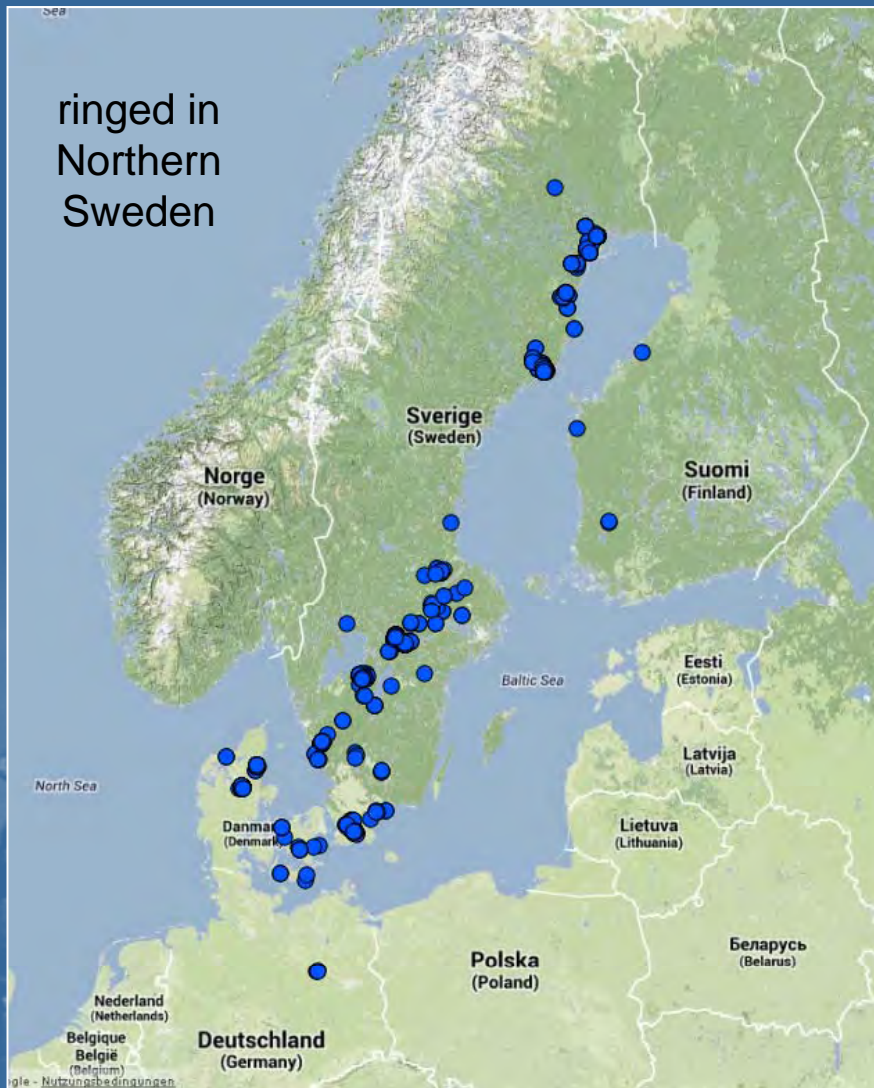 Sea
ringed in
Northern
Sweden
Sverige
(Sweden)
Norge
(Norway)
Suomi
(Finland)
Eesti
(Estonia)
Baltic Sea
Latvija
(Latvia)
North Sea
Danmar
(Denmark)
Lietuva
(Lithuania)
Polska
(Poland)
Беларусь
(Belarus)
Nederland
(Netherlands)
Deutschland
(Germany)
Belgique
België
(Belgium)
gle - Nutzungsbedingungen